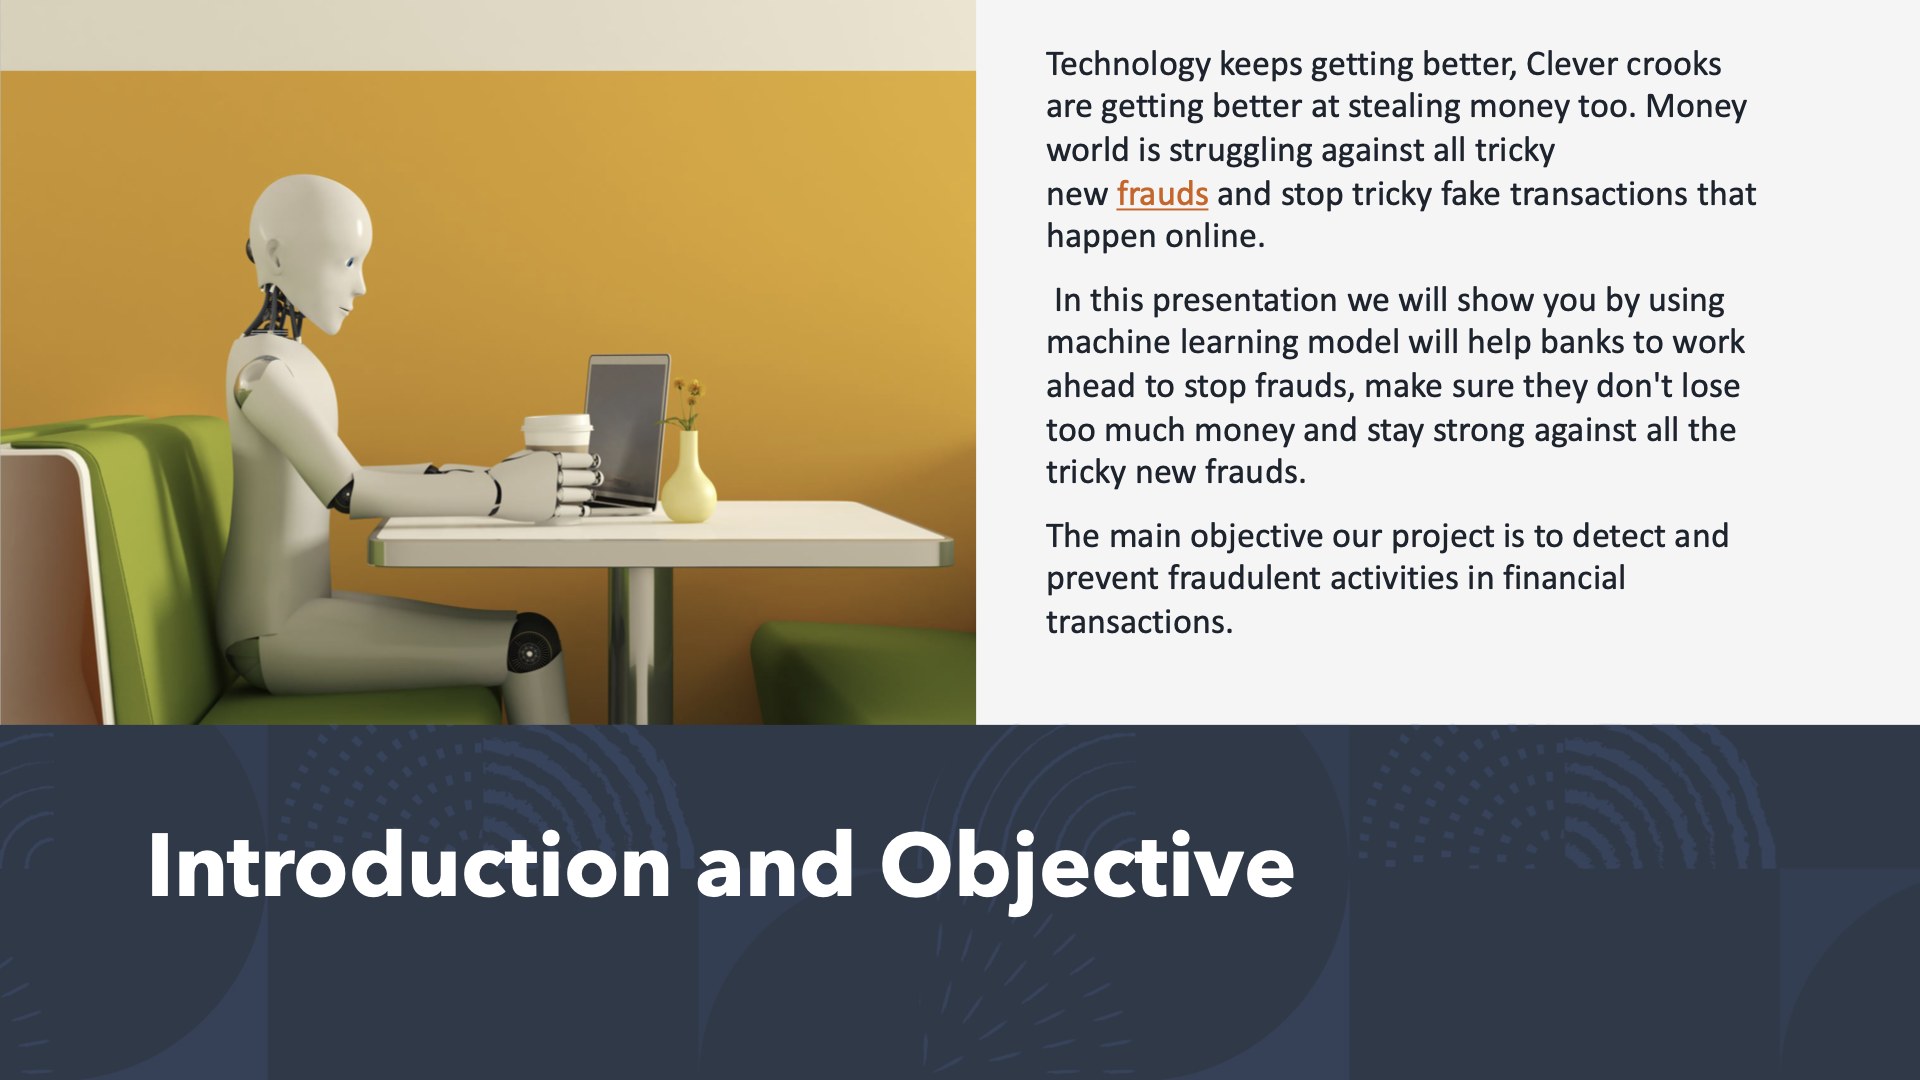 Technology keeps getting better, Clever crooks
are getting better at stealing money too. Money
world is struggling against all tricky
new frauds and stop tricky fake transactions that
happen online.
In this presentation we will show you by using
machine learning model will help banks to work
ahead to stop frauds, make sure they don't lose
too much money and stay strong against all the
tricky new frauds.
The main objective our project is to detect and
prevent fraudulent activities in financial
transactions.
Introduction and Objective